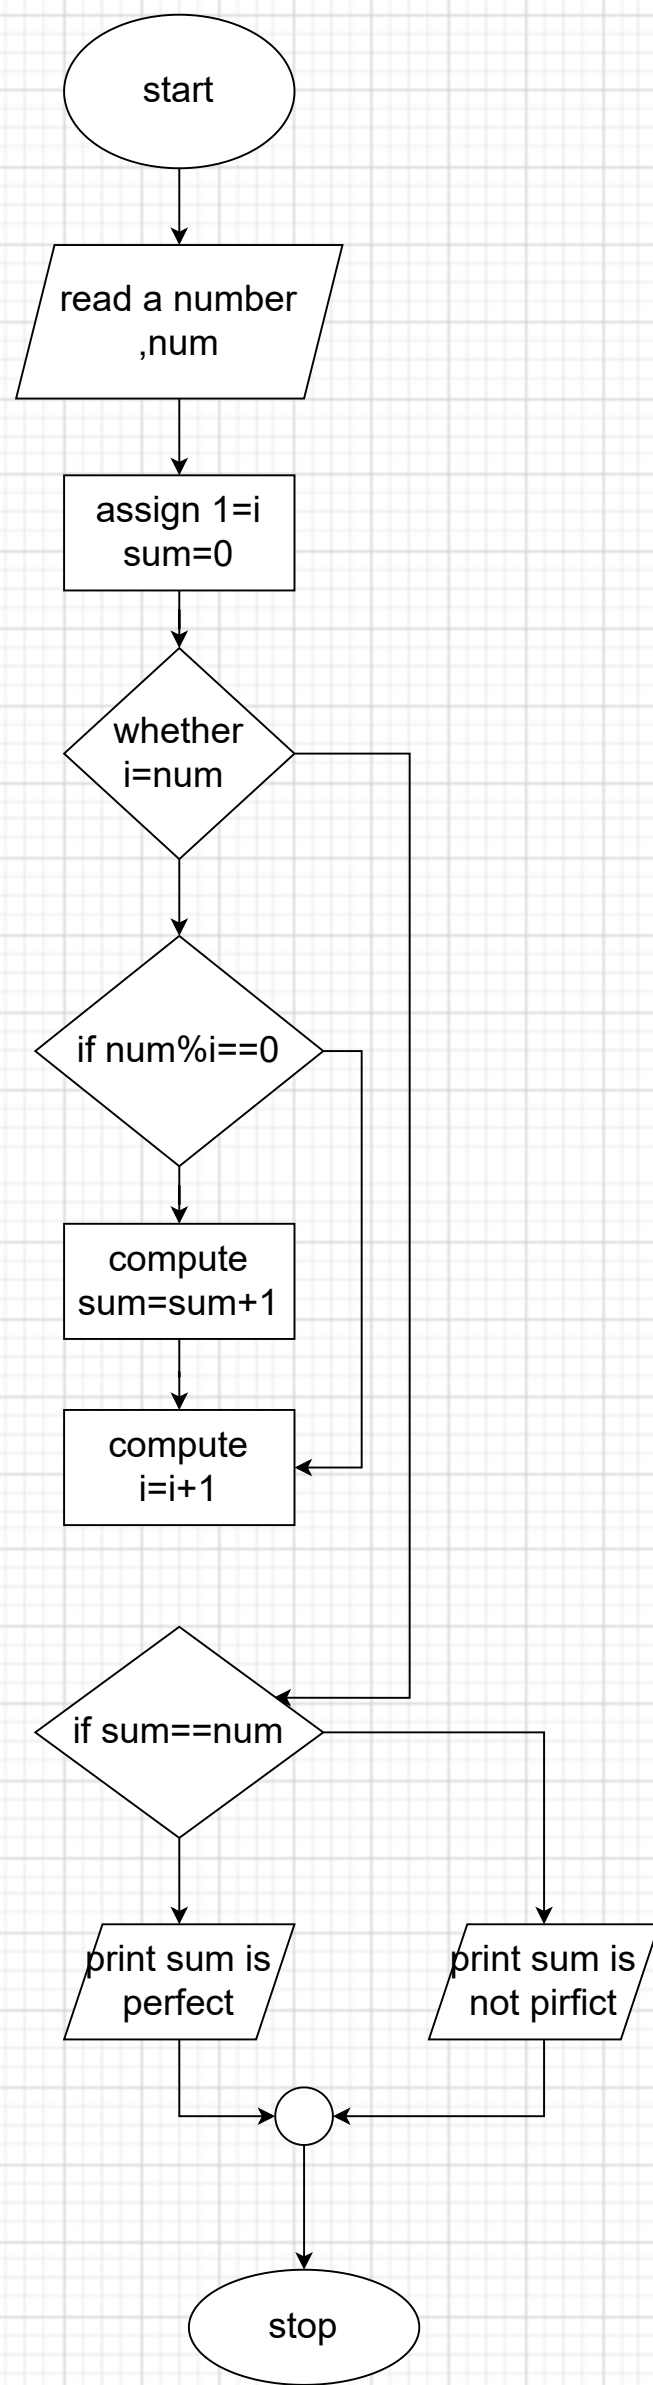 start
read a number
,num
assign 1=i
sum=0
whether
i=num
if num%i==0
compute
sum=sum+1
compute
i=i+1
if sum==num
print sum is
perfect
print sum is
not pirfict
stop